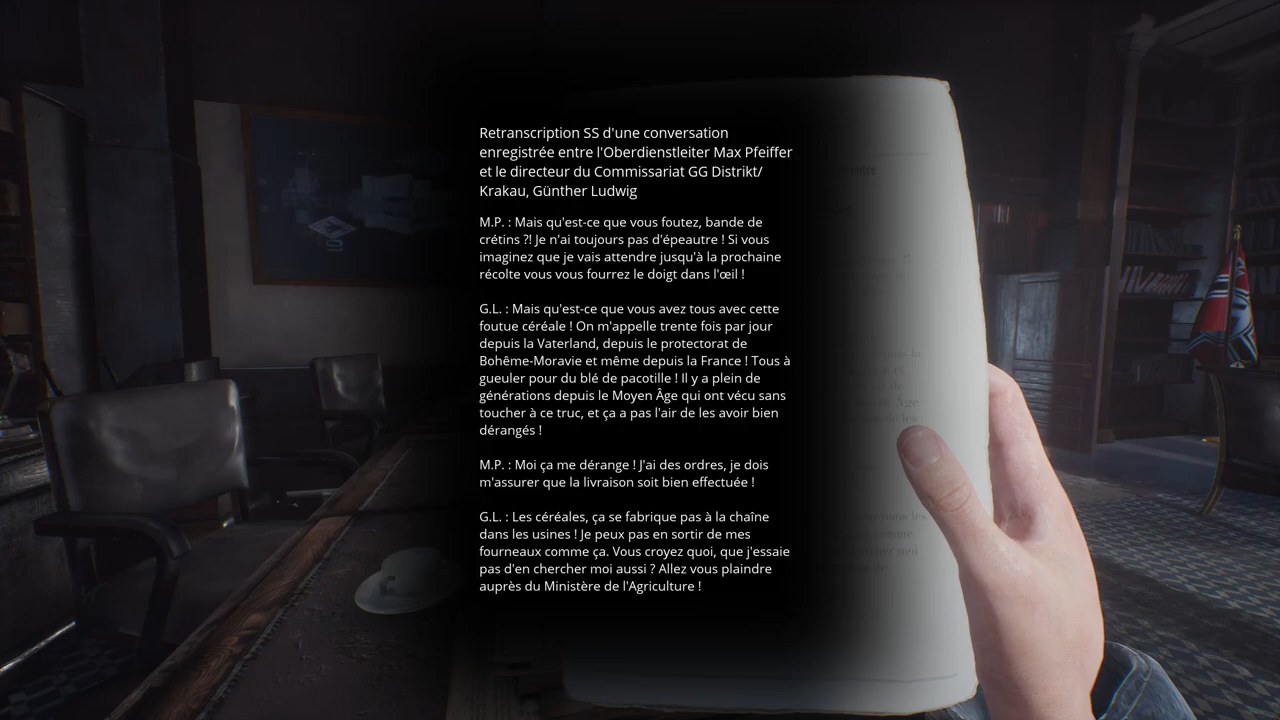 Retranscription SS d'une conversation
enregistrée entre l'Oberdienstleiter Max Pfeiffer
et le directeur du Commissariat GG Distrikt/
Krakau, Günther Ludwig
M.P. : Mais qu'est-ce que vous foutez, bande de
crétins ?! Je n'ai toujours pas d'épeautre ! Si vous
imaginez que je vais attendre jusqu'à la prochaine
récolte vous vous fourrez le doigt dans l'œil !
G.L. : Mais qu'est-ce que vous avez tous avec cette
foutue céréale ! On m'appelle trente fois par jour
depuis la Vaterland, depuis le protectorat de
Bohême-Moravie et même depuis la France ! Tous à
gueuler pour du blé de pacotille ! Il y a plein de
générations depuis le Moyen Âge qui ont vécu sans
toucher à ce truc, et ça a pas l'air de les avoir bien
dérangés !
M.P. : Moi ça me dérange ! J'ai des ordres, je dois
m'assurer que la livraison soit bien effectuée !
G.L. : Les céréales, ça se fabrique pas à la chaîne
dans les usines ! Je peux pas en sortir de mes
fourneaux comme ça. Vous croyez quoi, que j'essaie
pas d'en chercher moi aussi ? Allez vous plaindre
auprès du Ministère de l'Agriculture !